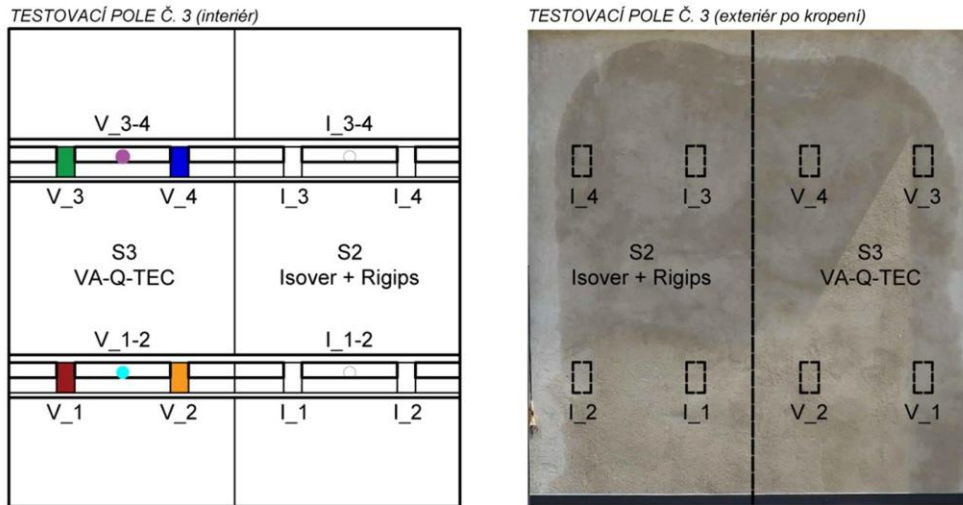 TESTOVACÍ POLE Č. 3 (interiér)
V_3-4
I_3-4
V_3
V_4
I_3
I_4
S3
VA-Q-TEC
S2
Isover + Rigips
V_1-2
I_1-2
V_1
V_2
I_1
I_2
TESTOVACÍ POLE Č. 3 (exteriér po kropení)
I_4
I_3
V_4
V_3
S2
Isover + Rigips
S3
VA-Q-TEC
I_2
I_1
V_2
V_1